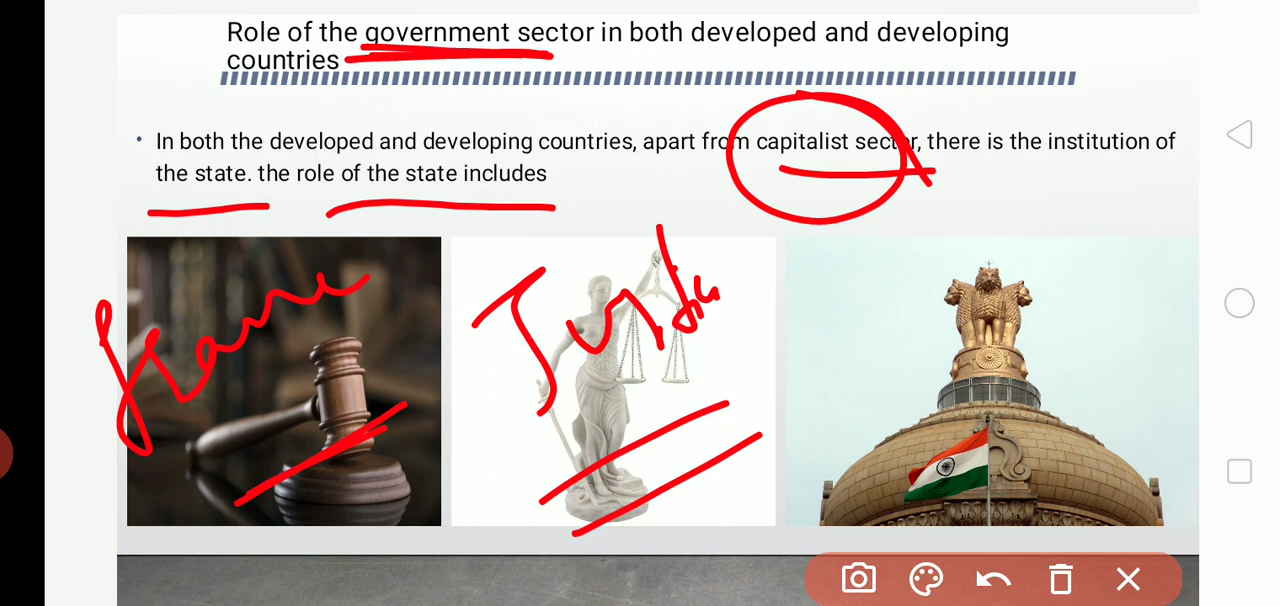 Role of the government sector in both developed and developing
countries
• In both the developed and developing countries, apart from capitalist sector, there is the institution of
the state. the role of the state includes